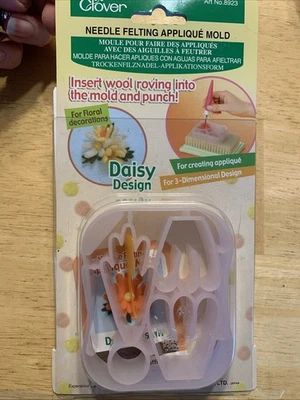 Clover
Art No. 8923
NEEDLE FELTING APPLIQUÉ MOLD
MOULE POUR FAIRE DES APPLIQUÉS
AVEC DES AIGUILLES À FEUTRER
MOLDE PARA HACER APLIQUES CON AGUJAS PARA AFIELTRAR
TROCKENFILZNADEL-APPLIKATIONSFORM
Insert wool roving into
the mold and punch!
For Floral
decorations
Daisy
Design
For creating appliqué
For 3-Dimensional Design